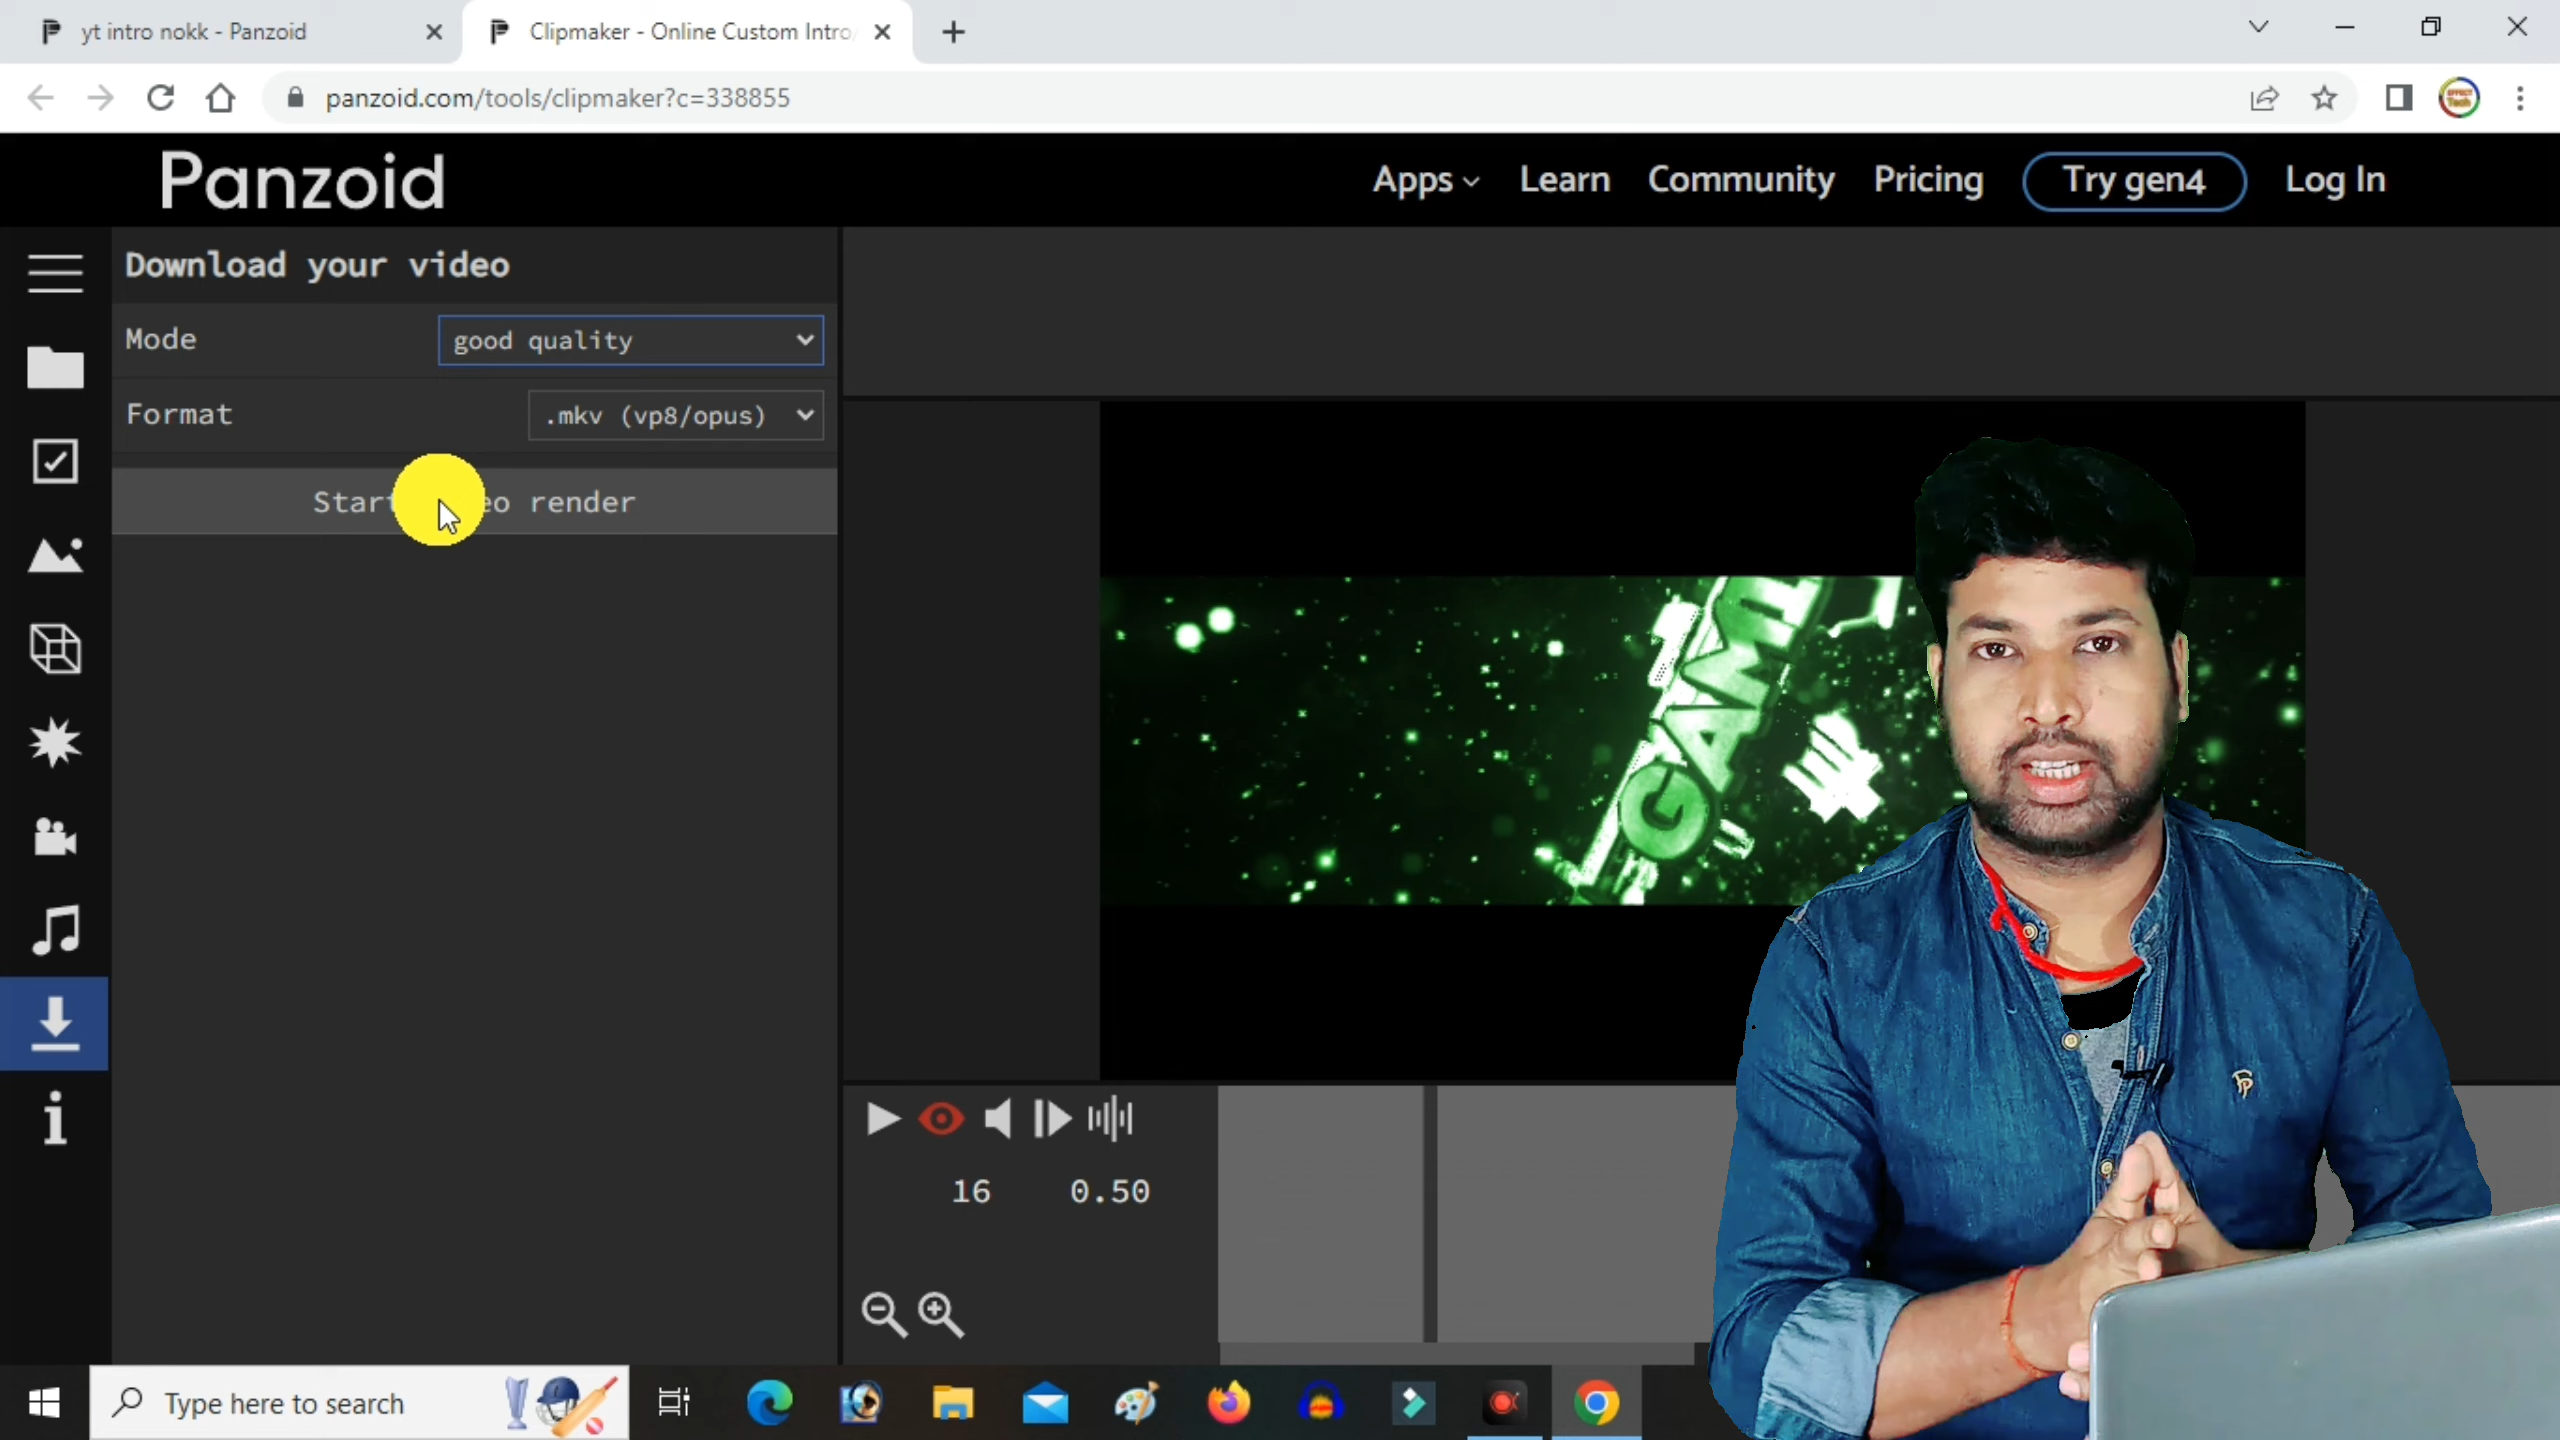 yt intro nokk - Panzoid
Clipmaker - Online Custom Intro
panzoid.com/tools/clipmaker?c=338855
Panzoid
Apps
Learn
Community
Pricing
Try gen4
Log In
Download your video
Mode
good quality
Format
.mkv (vp8/opus)
Start eo render
GAMI
16
0.50
Type here to search